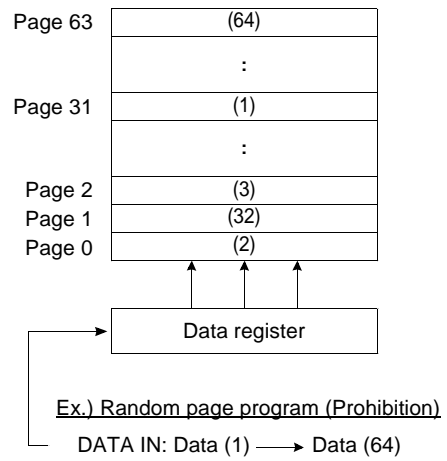 Page 63 (64)
:
Page 31 (1)
:
Page 2 (3)
Page 1 (32)
Page 0 (2)
Data register
Ex.) Random page program (Prohibition)
DATA IN: Data (1) Data (64)